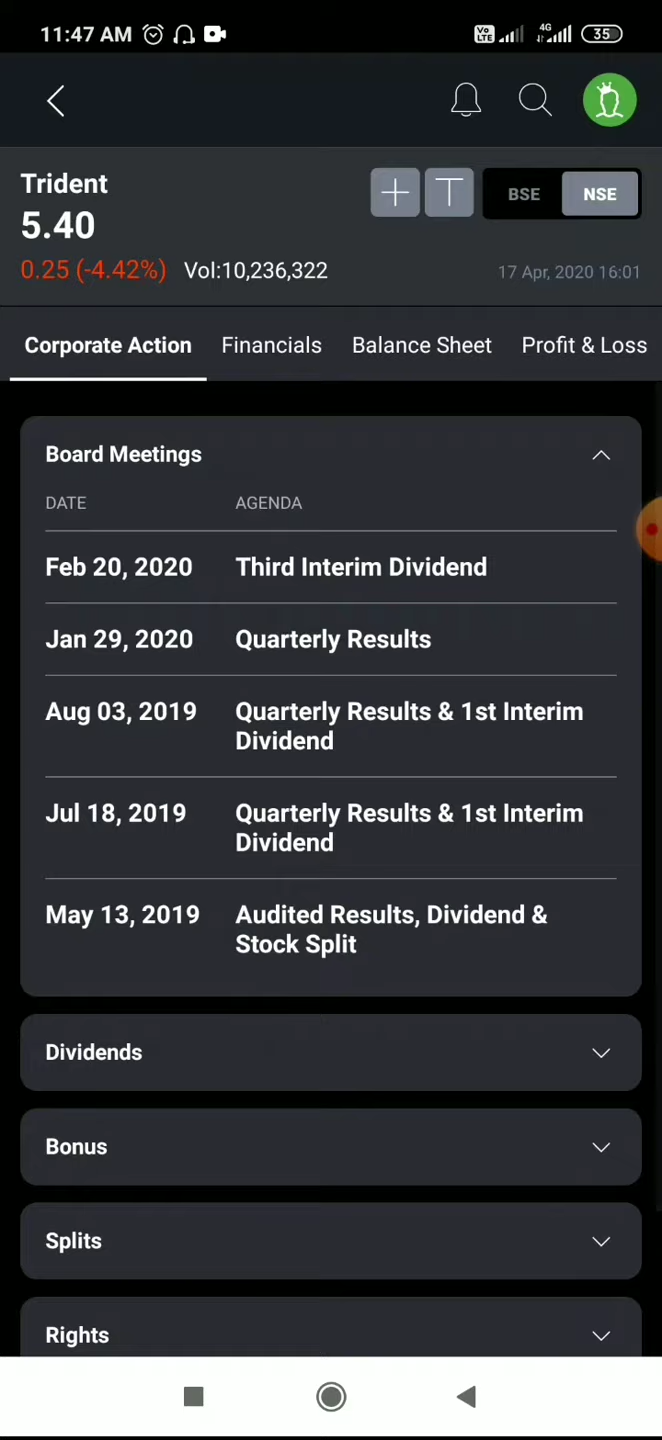 11:47 AM
Vo LTE
4G
35
Trident
5.40
0.25 (-4.42%) Vol:10,236,322
T
BSE NSE
17 Apr, 2020 16:01
Corporate Action Financials Balance Sheet Profit & Loss
Board Meetings
DATE AGENDA
Feb 20, 2020 Third Interim Dividend
Jan 29, 2020 Quarterly Results
Aug 03, 2019 Quarterly Results & 1st Interim
Dividend
Jul 18, 2019 Quarterly Results & 1st Interim
Dividend
May 13, 2019 Audited Results, Dividend &
Stock Split
Dividends
Bonus
Splits
Rights